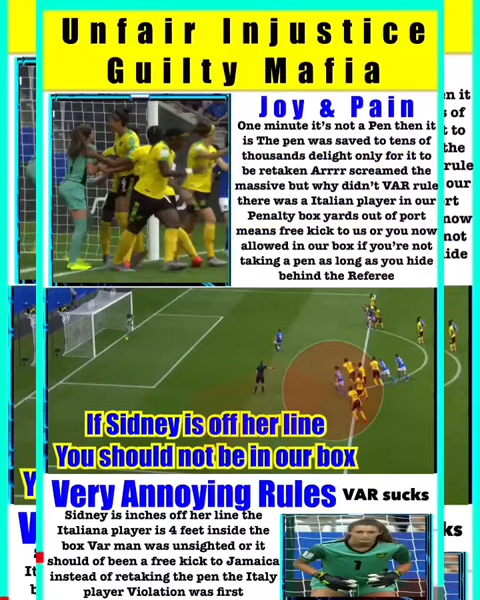 Unfair Injustice
Guilty Mafia
Joy & Pain
One minute it's not a Pen then it
is The pen was saved to tens of
thousands delight only for it to
be retaken Arrrr screamed the
massive but why didn't VAR rule
there was a Italian player in our
Penalty box yards out of port
means free kick to us or you now
allowed in our box if you're not
taking a pen as long as you hide
behind the Referee
If Sidney is off her line
You should not be in our box
Very Annoying Rules
VAR sucks
Sidney is inches off her line the
Italiana player is 4 feet inside the
box Var man was unsighted or it
should of been a free kick to Jamaica
instead of retaking the pen the Italy
player Violation was first
1